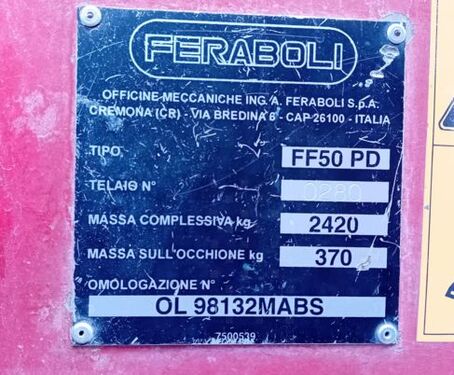 FERABOLI
OFFICINE MECCANICHE ING. A. FERABOLI S.p.A.
CREMONA (CR) - VIA BREDINA 8 - CAP 26100 - ITALIA
TIPO FF50 PD
TELAIO N° 0280
MASSA COMPLESSIVA kg 2420
MASSA SULL'OCCHIONE kg 370
OMOLOGAZIONE N°
OL 98132MABS
7500539